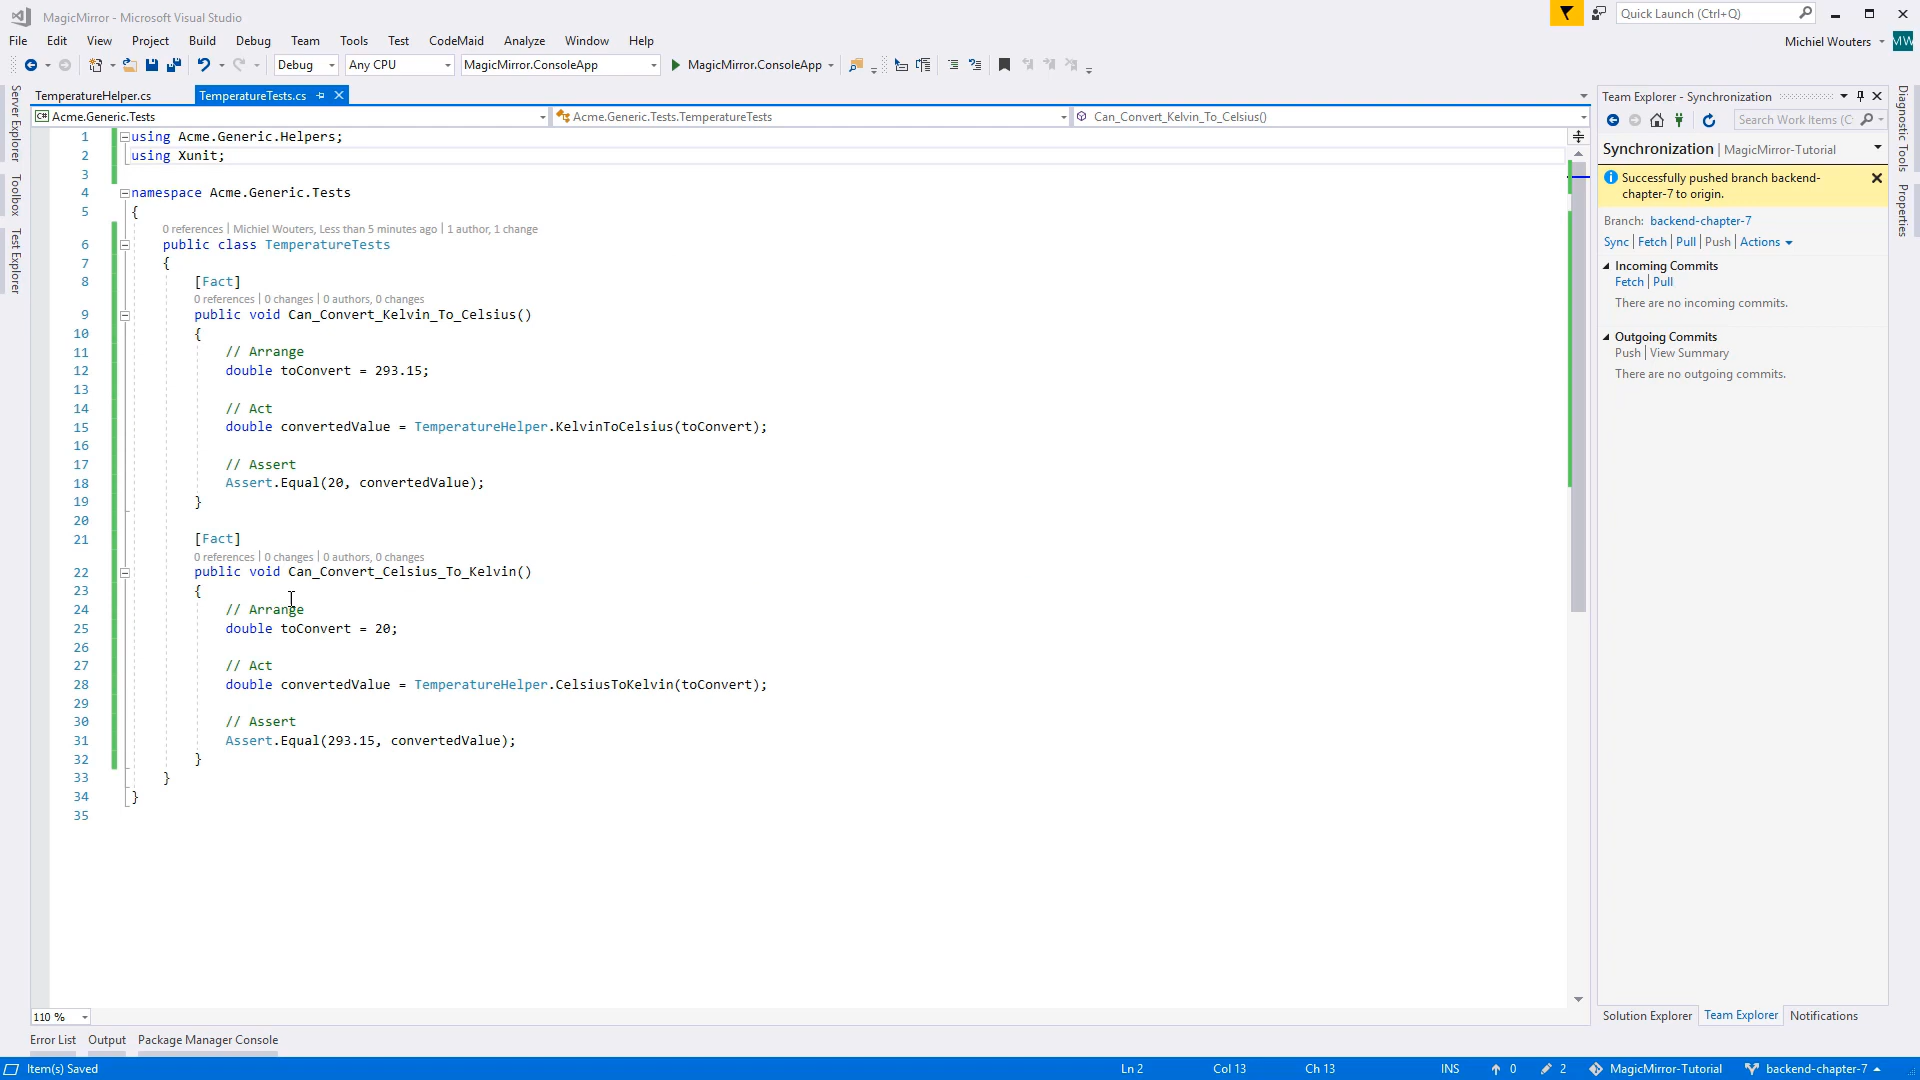 MagicMirror - Microsoft Visual Studio
Quick Launch (Ctrl+Q)
File Edit View Project Build Debug Team Tools Test CodeMaid Analyze Window Help
Michiel Wouters MW
Debug Any CPU MagicMirror.ConsoleApp MagicMirror.ConsoleApp
Server Explorer
Toolbox
Test Explorer
TemperatureHelper.cs TemperatureTests.cs
Acme.Generic.Tests Acme.Generic.Tests.TemperatureTests Can_Convert_Kelvin_To_Celsius()
1 using Acme.Generic.Helpers;
2 using Xunit;
3
4 namespace Acme.Generic.Tests
5 {
0 references | Michiel Wouters, Less than 5 minutes ago | 1 author, 1 change
6 public class TemperatureTests
7 {
8 [Fact]
0 references | 0 changes | 0 authors, 0 changes
9 public void Can_Convert_Kelvin_To_Celsius()
10 {
11 // Arrange
12 double toConvert = 293.15;
13
14 // Act
15 double convertedValue = TemperatureHelper.KelvinToCelsius(toConvert);
16
17 // Assert
18 Assert.Equal(20, convertedValue);
19 }
20
21 [Fact]
0 references | 0 changes | 0 authors, 0 changes
22 public void Can_Convert_Celsius_To_Kelvin()
23 {
24 // Arrange
25 double toConvert = 20;
26
27 // Act
28 double convertedValue = TemperatureHelper.CelsiusToKelvin(toConvert);
29
30 // Assert
31 Assert.Equal(293.15, convertedValue);
32 }
33 }
34 }
35
110 %
Team Explorer - Synchronization
Search Work Items (C
Synchronization | MagicMirror-Tutorial
Successfully pushed branch backend-
chapter-7 to origin.
Branch: backend-chapter-7
Sync | Fetch | Pull | Push | Actions
Incoming Commits
Fetch | Pull
There are no incoming commits.
Outgoing Commits
Push | View Summary
There are no outgoing commits.
Solution Explorer Team Explorer Notifications
Diagnostic Tools
Properties
Error List Output Package Manager Console
Item(s) Saved Ln 2 Col 13 Ch 13 INS 0 2 MagicMirror-Tutorial backend-chapter-7